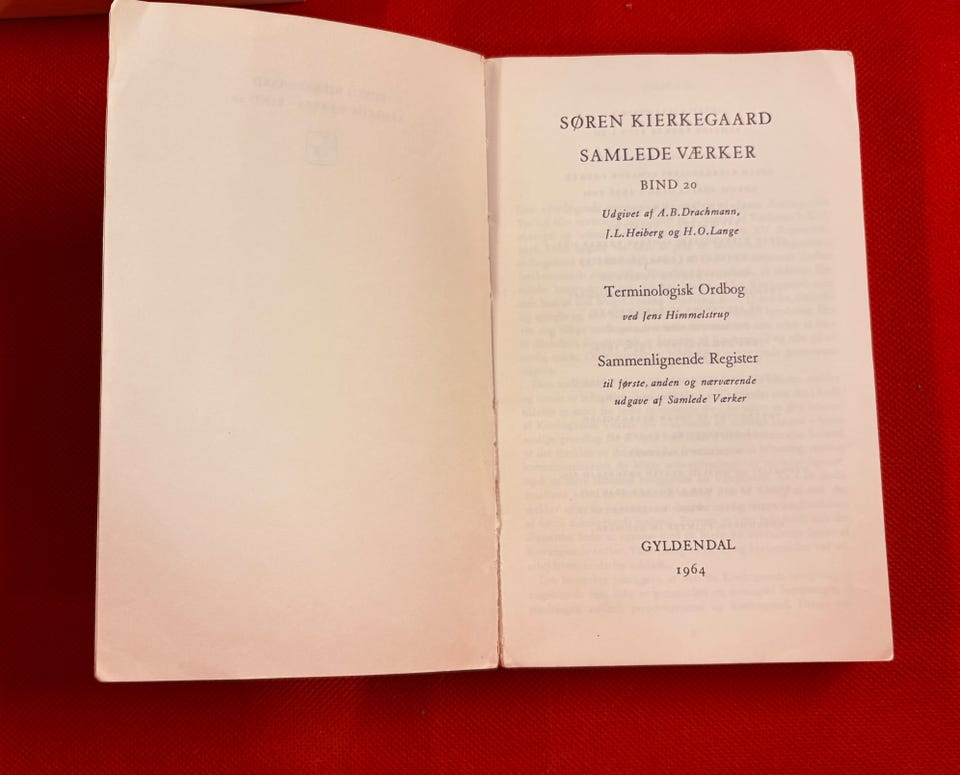 SØREN KIERKEGAARD
SAMLEDE VÆRKER
BIND 20
Udgivet af A.B.Drachmann,
J.L.Heiberg og H.O.Lange
Terminologisk Ordbog
ved Jens Himmelstrup
Sammenlignende Register
til første, anden og nærværende
udgave af Samlede Værker
GYLDENDAL
1964